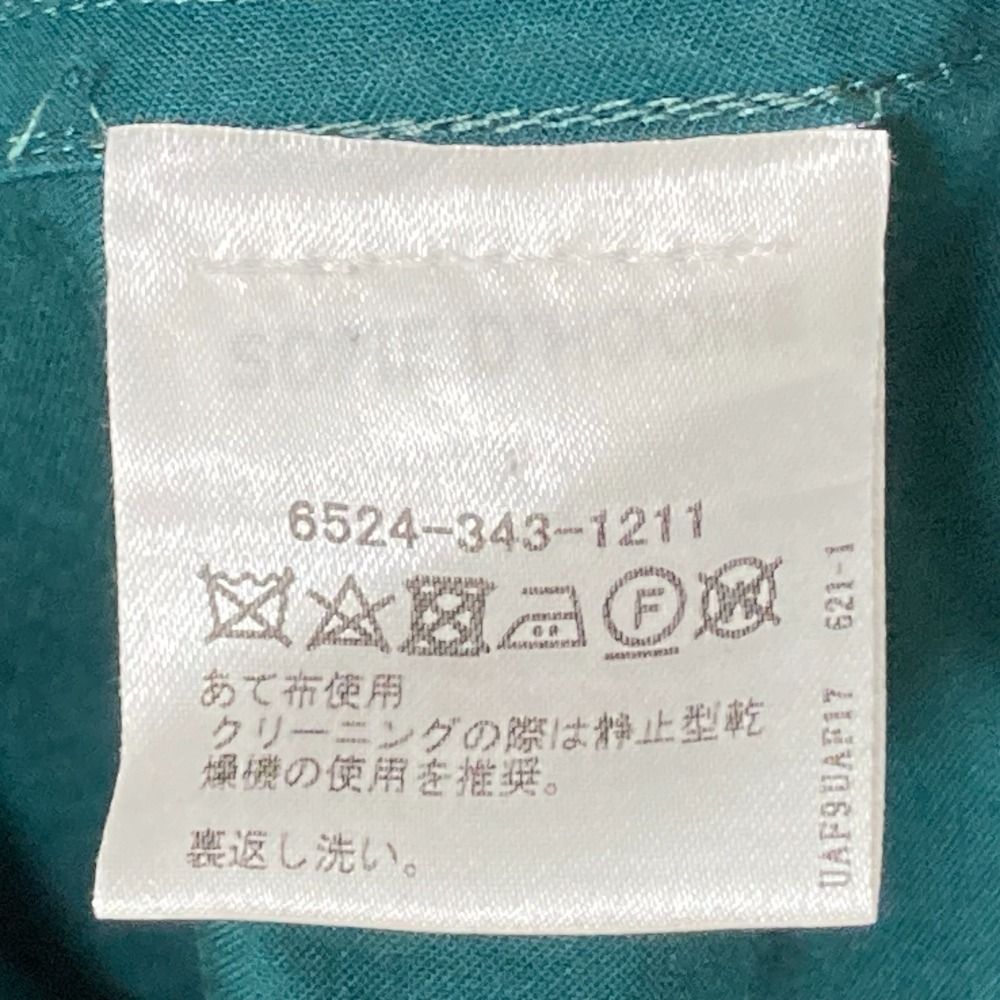 6524-343-1211
F
W
あて布使用
クリーニングの際は静止型乾
燥機の使用を推奨。
裏返し洗い。
UAF9UAF17 621-1